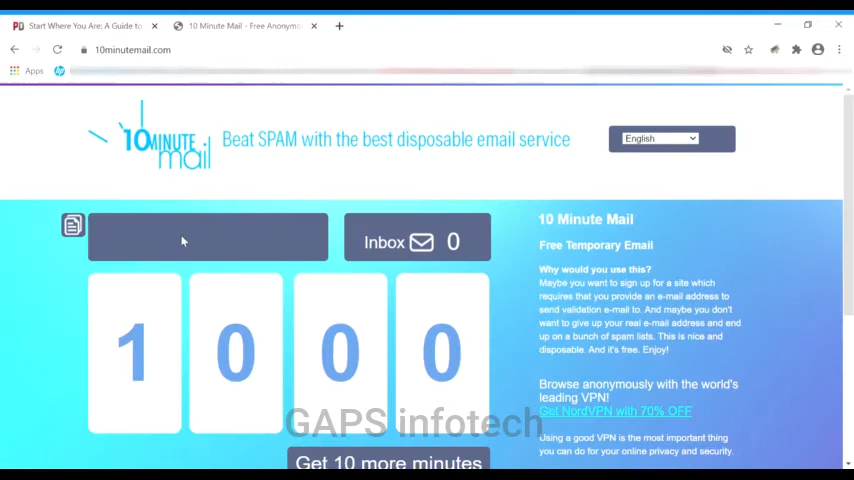 Start Where You Are: A Guide to
10 Minute Mail - Free Anonymo
10minutemail.com
Apps
10MINUTE
mail
Beat SPAM with the best disposable email service
English
Inbox 0
1 0 0 0
Get 10 more minutes
10 Minute Mail
Free Temporary Email
Why would you use this?
Maybe you want to sign up for a site which
requires that you provide an e-mail address to
send validation e-mail to. And maybe you don't
want to give up your real e-mail address and end
up on a bunch of spam lists. This is nice and
disposable. And it's free. Enjoy!
Browse anonymously with the world's
leading VPN!
Get NordVPN with 70% OFF
Using a good VPN is the most important thing
you can do for your online privacy and security.
GAPS infotech